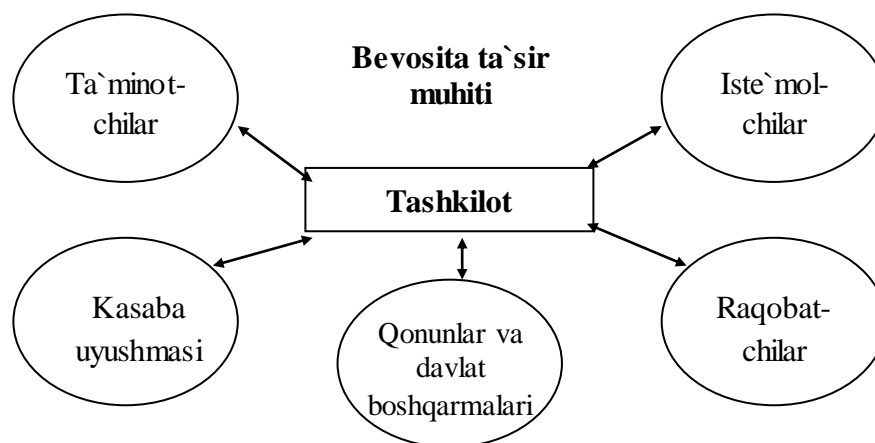 Bevosita ta`sir
muhiti
Ta`minot-
chilar
Iste`mol-
chilar
Tashkilot
Kasaba
uyushmasi
Qonunlar va
davlat
boshqarmalari
Raqobat-
chilar